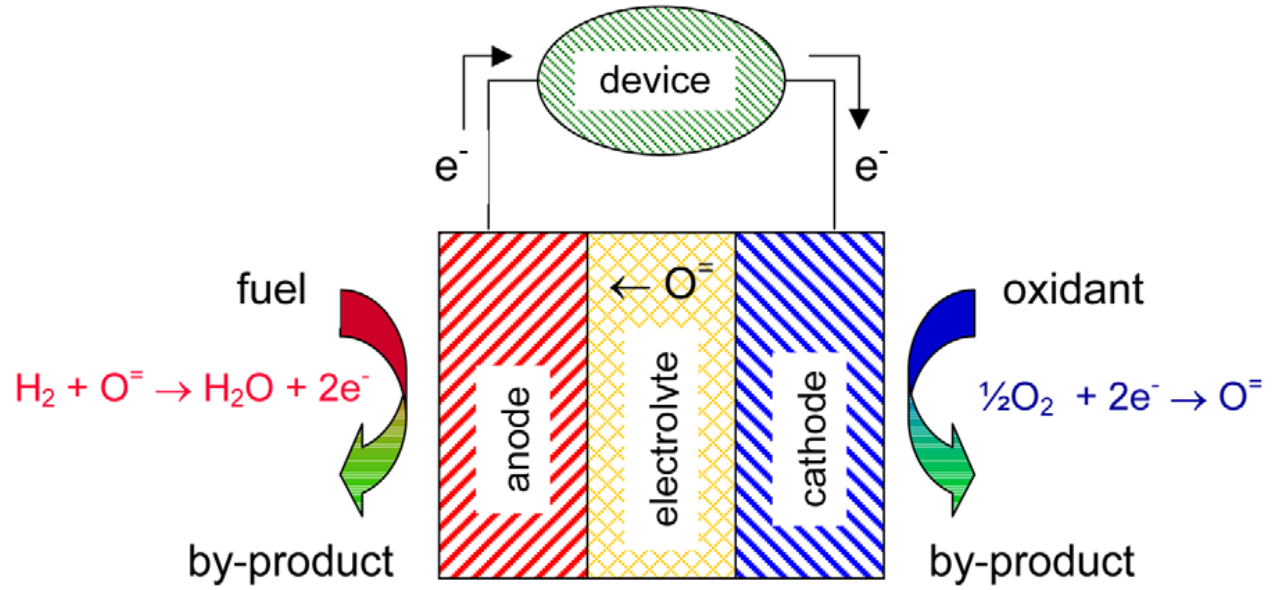 device
e⁻
e⁻
← O⁼
fuel
oxidant
H₂ + O⁼ → H₂O + 2e⁻
½O₂ + 2e⁻ → O⁼
anode
electrolyte
cathode
by-product
by-product